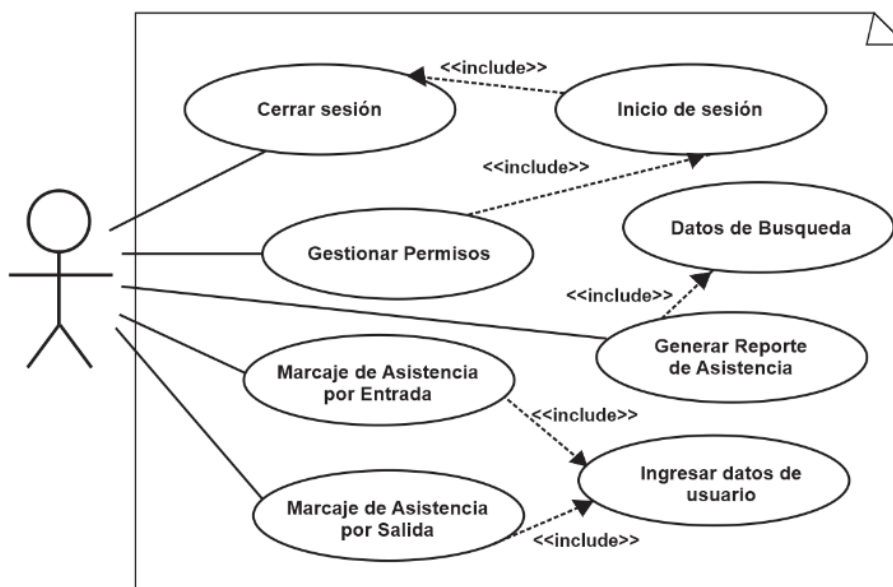 <<include>>
Cerrar sesión
Inicio de sesión
<<include>>
Gestionar Permisos
Datos de Busqueda
<<include>>
Generar Reporte
de Asistencia
Marcaje de Asistencia
por Entrada
<<include>>
Ingresar datos de
usuario
Marcaje de Asistencia
por Salida
<<include>>